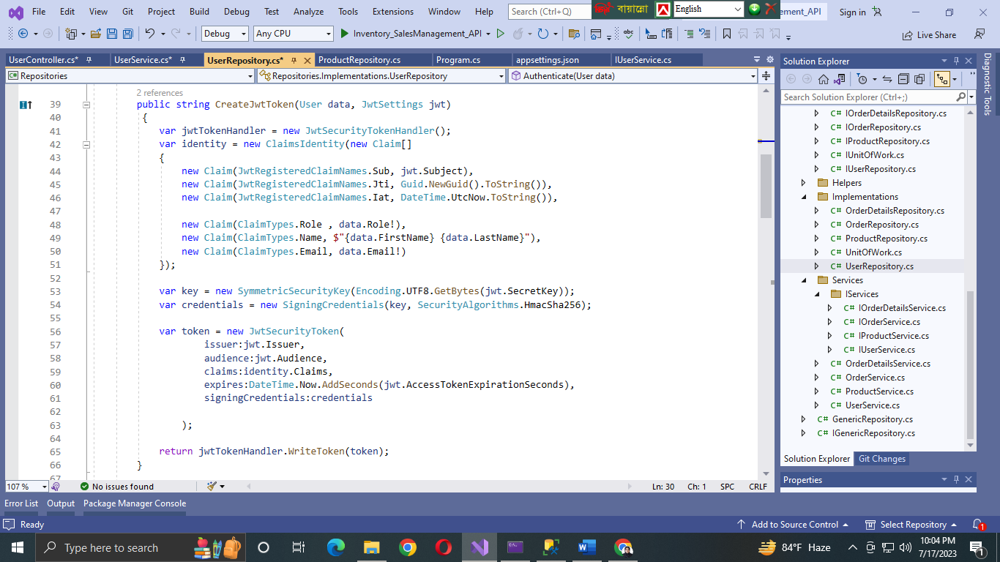 File Edit View Git Project Build Debug Test Analyze Tools Extensions Window Help Search (Ctrl+Q) বায়ান্নো English ement_API Sign in
Debug Any CPU Inventory_SalesManagement_API Live Share
UserController.cs* UserService.cs* UserRepository.cs* ProductRepository.cs Program.cs appsettings.json IUserService.cs
Repositories Repositories.Implementations.UserRepository Authenticate(User data)
2 references
39 public string CreateJwtToken(User data, JwtSettings jwt)
40 {
41 var jwtTokenHandler = new JwtSecurityTokenHandler();
42 var identity = new ClaimsIdentity(new Claim[]
43 {
44 new Claim(JwtRegisteredClaimNames.Sub, jwt.Subject),
45 new Claim(JwtRegisteredClaimNames.Jti, Guid.NewGuid().ToString()),
46 new Claim(JwtRegisteredClaimNames.Iat, DateTime.UtcNow.ToString()),
47
48 new Claim(ClaimTypes.Role , data.Role!),
49 new Claim(ClaimTypes.Name, $"{data.FirstName} {data.LastName}"),
50 new Claim(ClaimTypes.Email, data.Email!)
51 });
52
53 var key = new SymmetricSecurityKey(Encoding.UTF8.GetBytes(jwt.SecretKey));
54 var credentials = new SigningCredentials(key, SecurityAlgorithms.HmacSha256);
55
56 var token = new JwtSecurityToken(
57 issuer:jwt.Issuer,
58 audience:jwt.Audience,
59 claims:identity.Claims,
60 expires:DateTime.Now.AddSeconds(jwt.AccessTokenExpirationSeconds),
61 signingCredentials:credentials
62
63 );
64
65 return jwtTokenHandler.WriteToken(token);
66 }
67
107 % No issues found Ln: 30 Ch: 1 SPC CRLF
Solution Explorer
Search Solution Explorer (Ctrl+;)
C# IOrderDetailsRepository.cs
C# IOrderRepository.cs
C# IProductRepository.cs
C# IUnitOfWork.cs
C# IUserRepository.cs
Helpers
Implementations
C# OrderDetailsRepository.cs
C# OrderRepository.cs
C# ProductRepository.cs
C# UnitOfWork.cs
C# UserRepository.cs
Services
IServices
C# IOrderDetailsService.cs
C# IOrderService.cs
C# IProductService.cs
C# IUserService.cs
C# OrderDetailsService.cs
C# OrderService.cs
C# ProductService.cs
C# UserService.cs
C# GenericRepository.cs
C# IGenericRepository.cs
Solution Explorer Git Changes
Properties
Diagnostic Tools
Error List Output Package Manager Console
Ready Add to Source Control Select Repository 1
Type here to search 84°F Haze 10:04 PM
7/17/2023 1